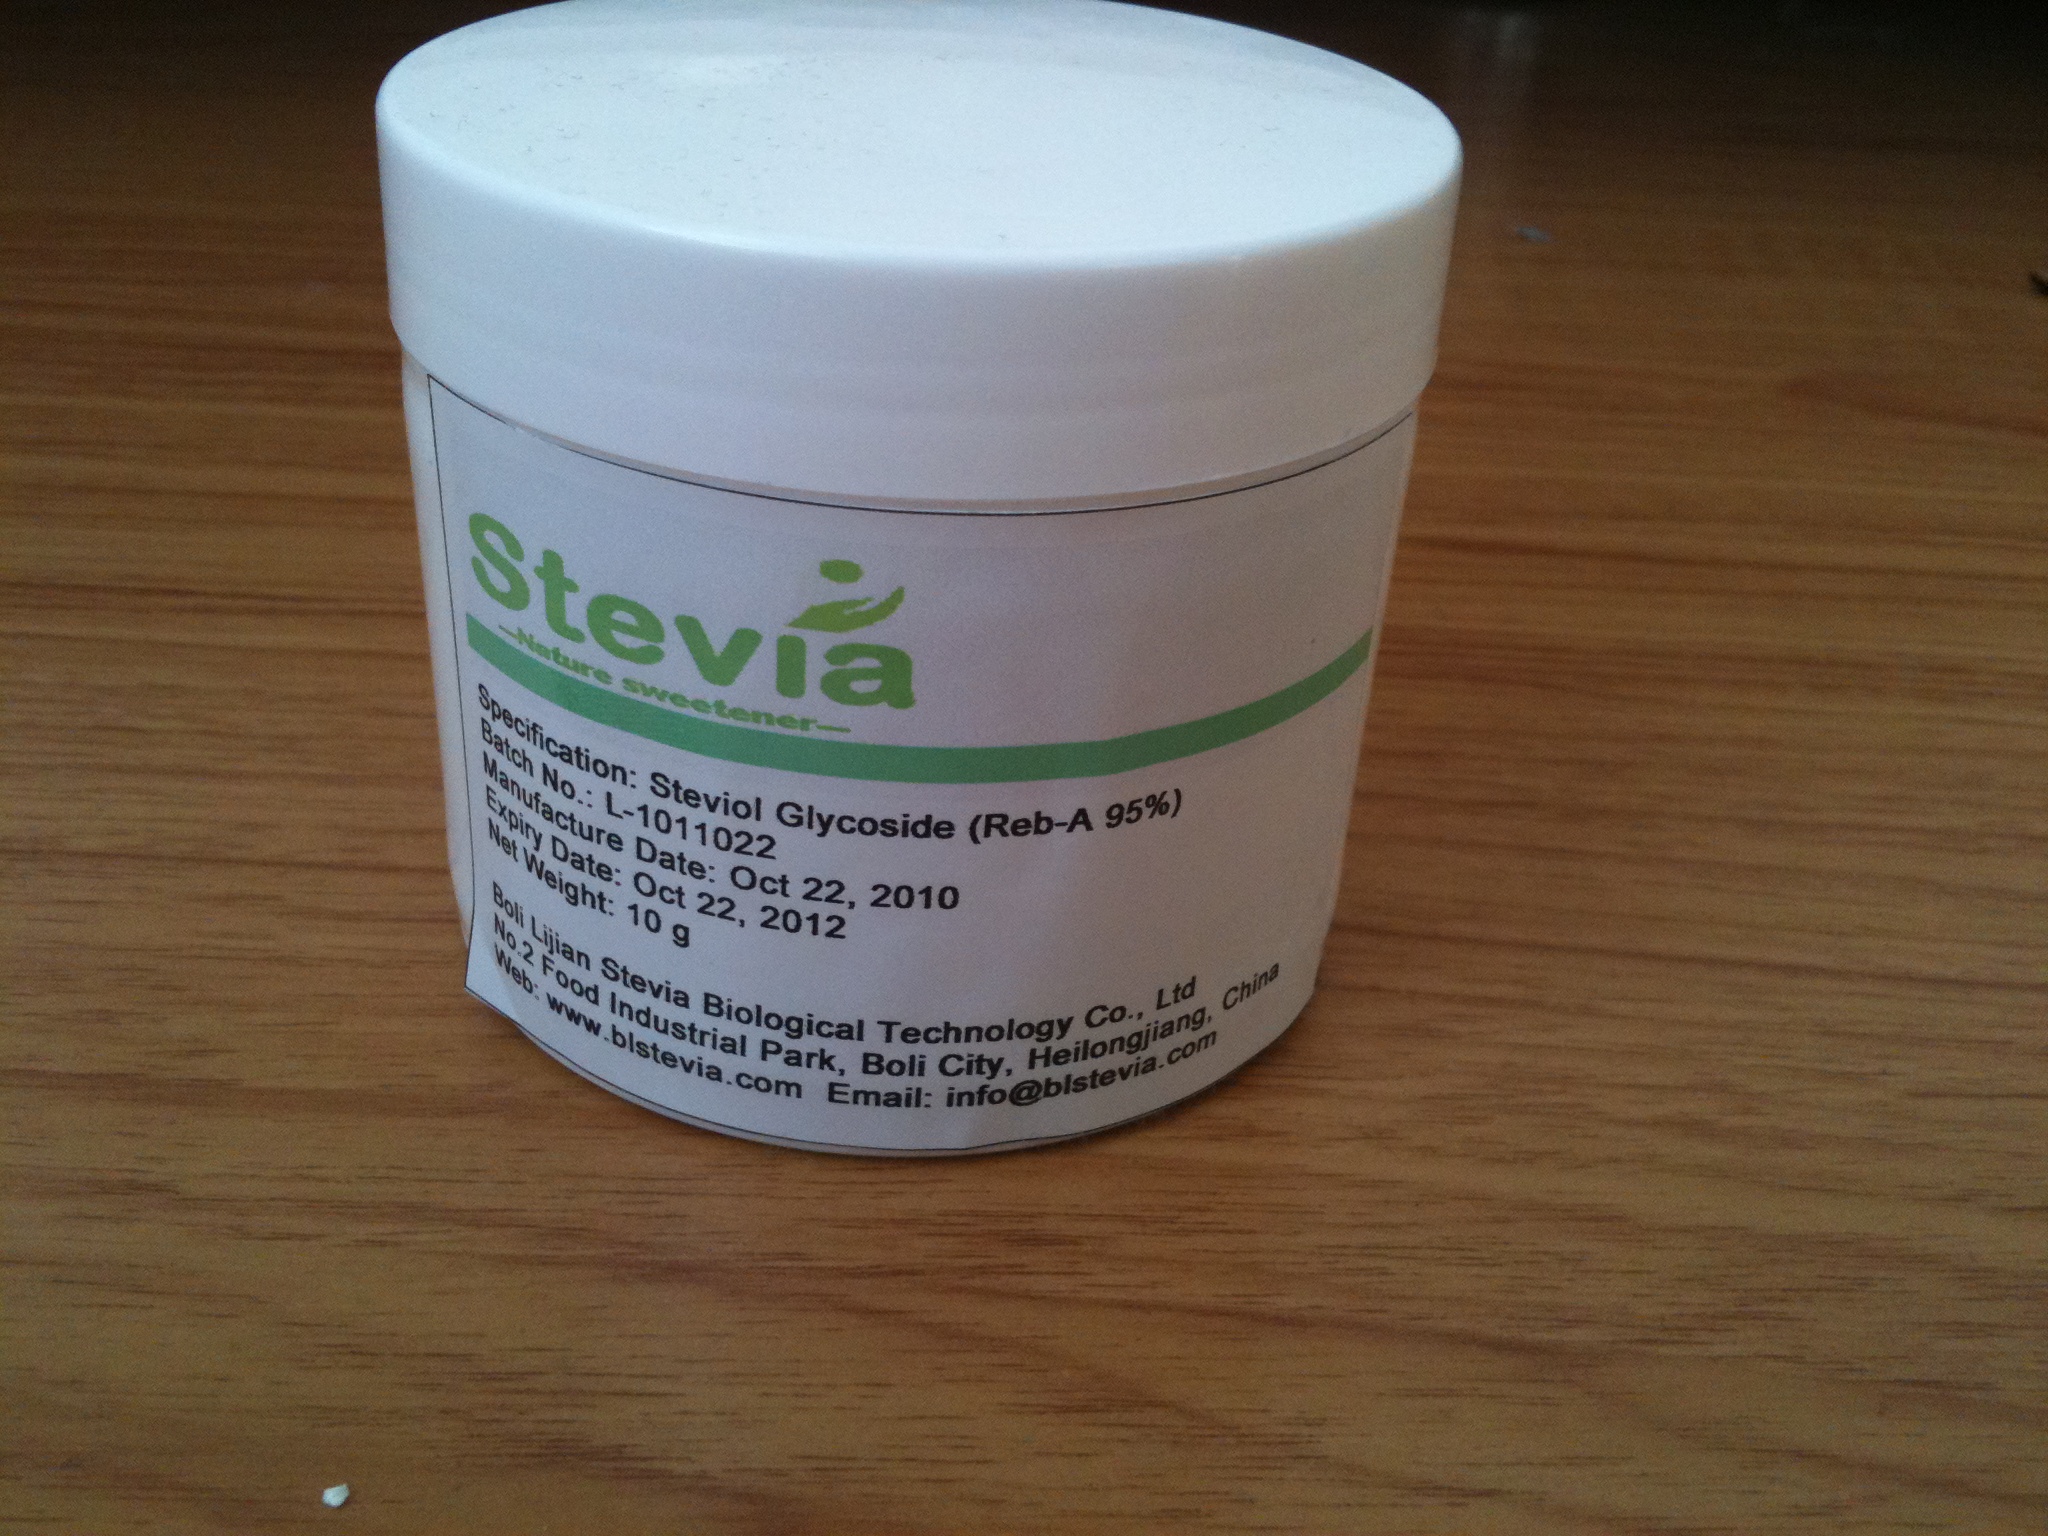 Stevia
—Nature sweetener—
Specification: Steviol Glycoside (Reb-A 95%)
Batch No.: L-1011022
Manufacture Date: Oct 22, 2010
Expiry Date: Oct 22, 2012
Net Weight: 10 g
Boli Lijian Stevia Biological Technology Co., Ltd
No.2 Food Industrial Park, Boli City, Heilongjiang, China
Web: www.blstevia.com Email: info@blstevia.com